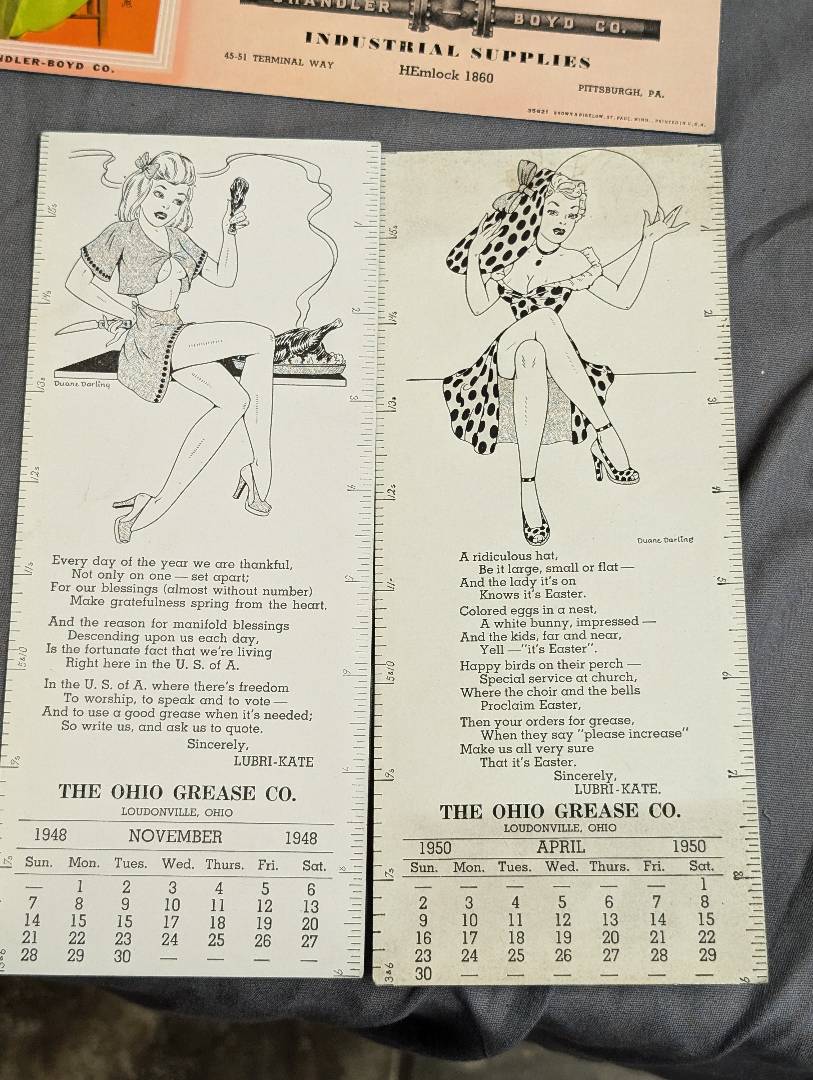 HANDLER
BOYD CO.
NDLER-BOYD CO.
INDUSTRIAL SUPPLIES
45-51 TERMINAL WAY
HEmlock 1860
PITTSBURGH, PA.
BROWN & BIGELOW, ST. PAUL, MINN., PRINTED IN U.S.A.
Duane Darling
Every day of the year we are thankful,
Not only on one — set apart;
For our blessings (almost without number)
Make gratefulness spring from the heart.
And the reason for manifold blessings
Descending upon us each day,
Is the fortunate fact that we're living
Right here in the U. S. of A.
In the U. S. of A. where there's freedom
To worship, to speak and to vote —
And to use a good grease when it's needed;
So write us, and ask us to quote.
Sincerely,
LUBRI-KATE
THE OHIO GREASE CO.
LOUDONVILLE, OHIO
1948 NOVEMBER 1948
Sun. Mon. Tues. Wed. Thurs. Fri. Sat.
— 1 2 3 4 5 6
7 8 9 10 11 12 13
14 15 15 17 18 19 20
21 22 23 24 25 26 27
28 29 30 — — — —
Duane Darling
A ridiculous hat,
Be it large, small or flat —
And the lady it's on
Knows it's Easter.
Colored eggs in a nest,
A white bunny, impressed —
And the kids, far and near,
Yell — "it's Easter".
Happy birds on their perch —
Special service at church,
Where the choir and the bells
Proclaim Easter,
Then your orders for grease,
When they say "please increase"
Make us all very sure
That it's Easter.
Sincerely,
LUBRI-KATE.
THE OHIO GREASE CO.
LOUDONVILLE, OHIO
1950 APRIL 1950
Sun. Mon. Tues. Wed. Thurs. Fri. Sat.
— — — — — — 1
2 3 4 5 6 7 8
9 10 11 12 13 14 15
16 17 18 19 20 21 22
23 24 25 26 27 28 29
30 — — — — — —